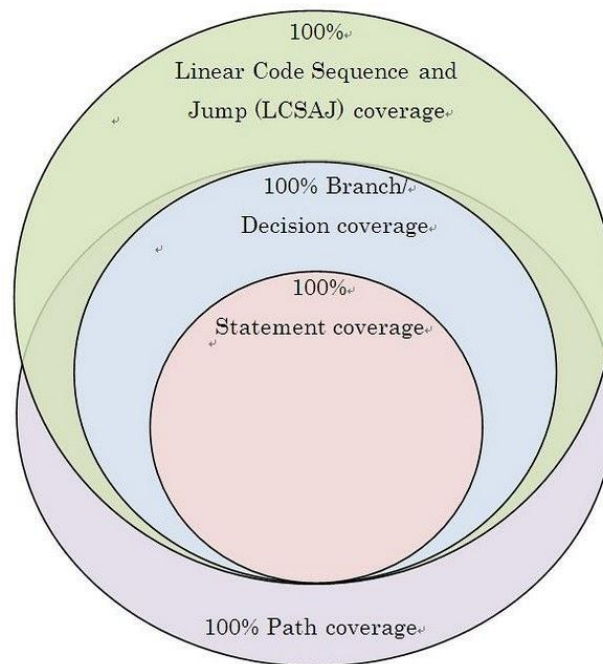 100%
Linear Code Sequence and
Jump (LCSAJ) coverage
100% Branch/
Decision coverage
100%
Statement coverage
100% Path coverage